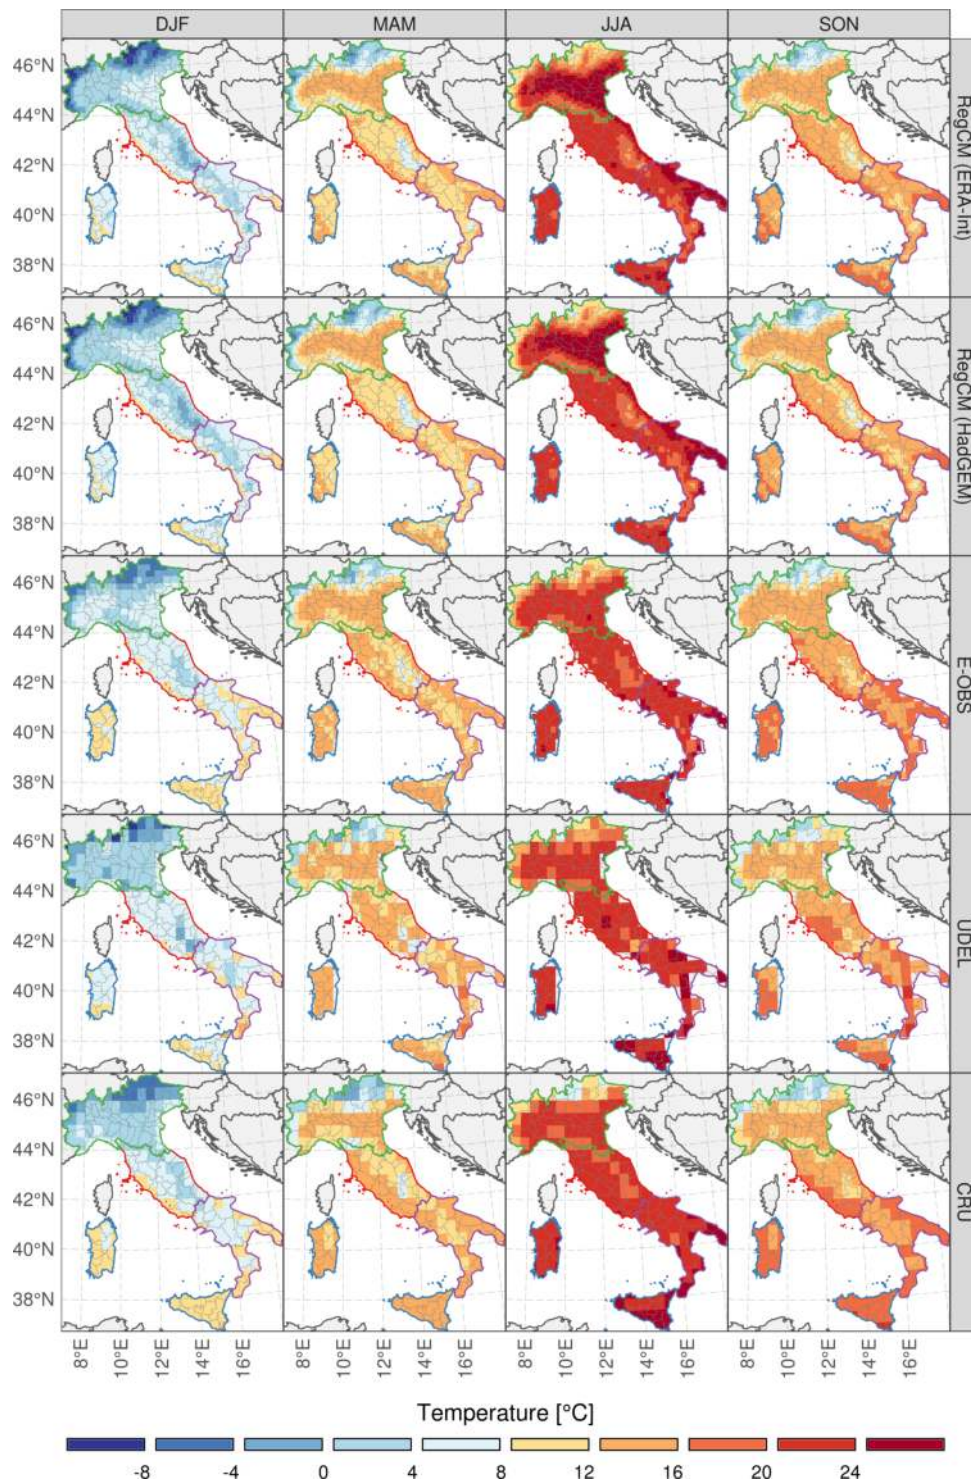 DJF MAM JJA SON
46°N
44°N
42°N
40°N
38°N
RegCM (ERA-Int)
46°N
44°N
42°N
40°N
38°N
RegCM (HadGEM)
46°N
44°N
42°N
40°N
38°N
E-OBS
46°N
44°N
42°N
40°N
38°N
UDEL
46°N
44°N
42°N
40°N
38°N
CRU
8°E 10°E 12°E 14°E 16°E 8°E 10°E 12°E 14°E 16°E 8°E 10°E 12°E 14°E 16°E 8°E 10°E 12°E 14°E 16°E
Temperature [°C]
-8 -4 0 4 8 12 16 20 24